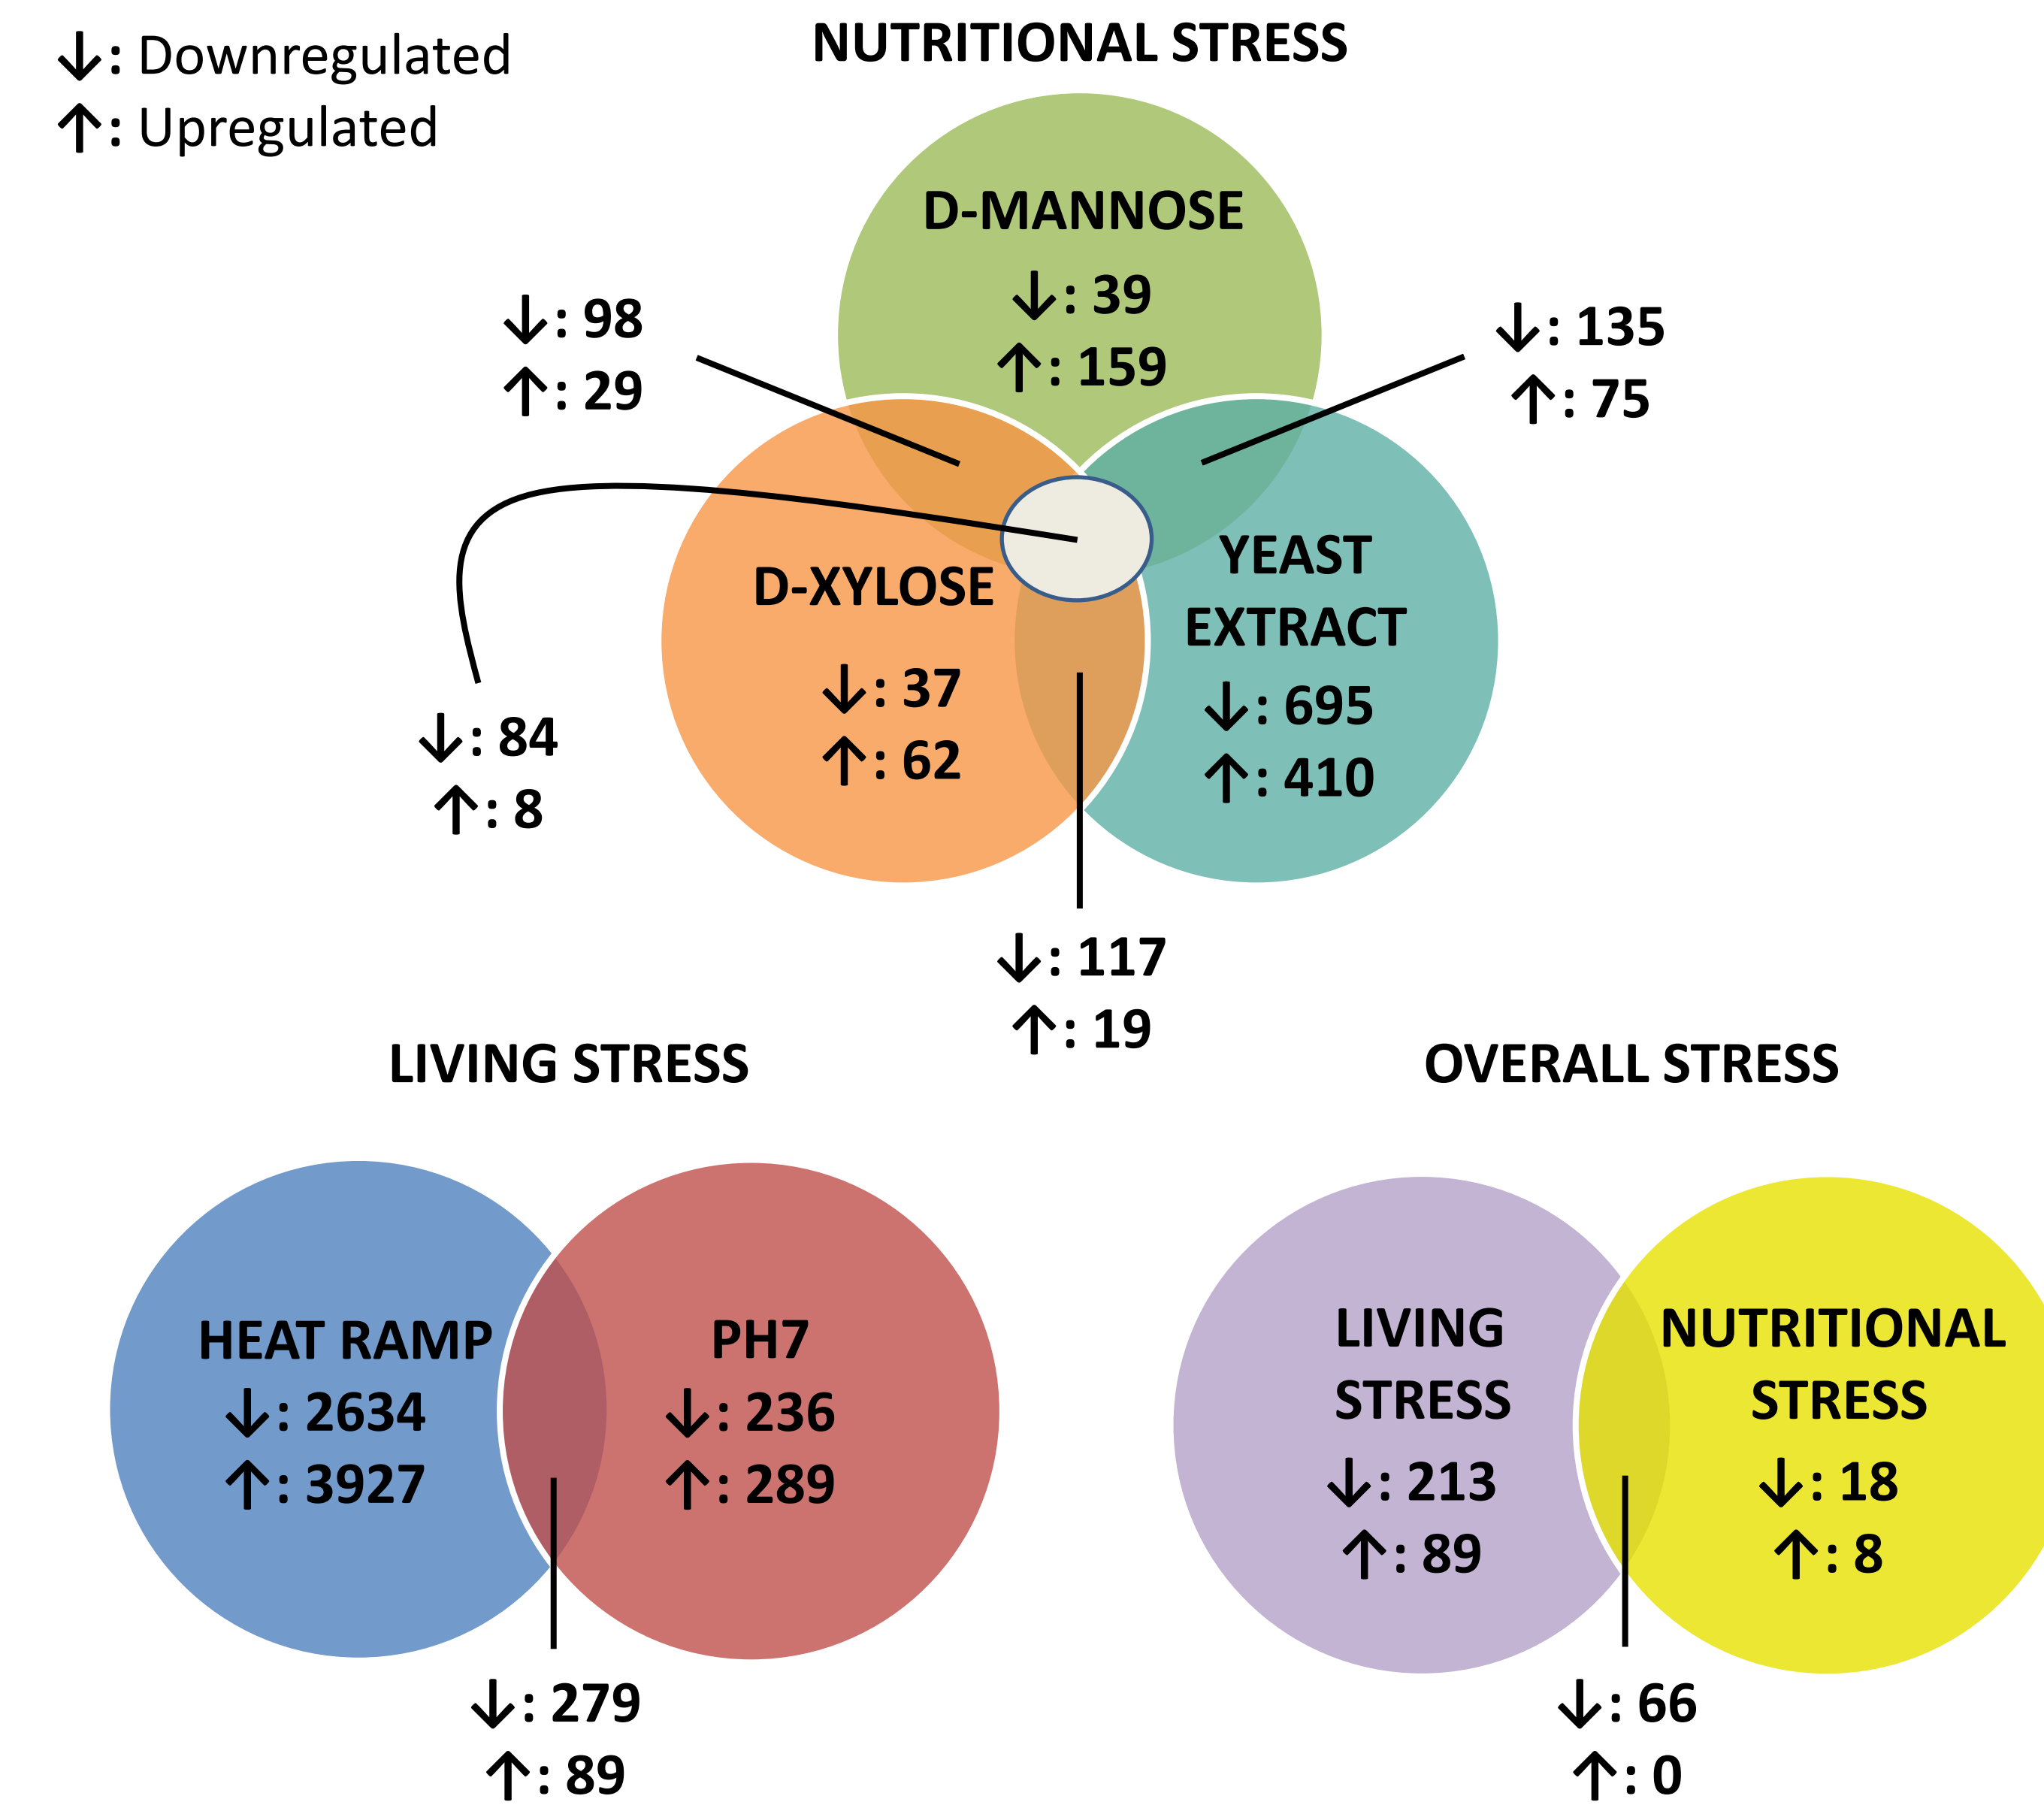 ↓: Downregulated
↑: Upregulated
NUTRITIONAL STRESS
D-MANNOSE
↓: 39
↑: 159
↓: 98
↑: 29
↓: 135
↑: 75
D-XYLOSE
↓: 37
↑: 62
YEAST
EXTRACT
↓: 695
↑: 410
↓: 84
↑: 8
↓: 117
↑: 19
LIVING STRESS
HEAT RAMP
↓: 2634
↑: 3927
PH7
↓: 236
↑: 289
↓: 279
↑: 89
OVERALL STRESS
LIVING
STRESS
↓: 213
↑: 89
NUTRITIONAL
STRESS
↓: 18
↑: 8
↓: 66
↑: 0